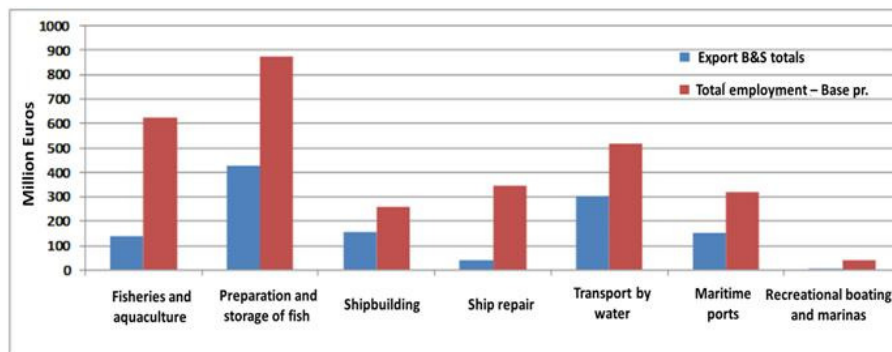 1000
900
800
700
600
500
400
300
200
100
0
Million Euros
Export B&S totals
Total employment – Base pr.
Fisheries and
aquaculture
Preparation and
storage of fish
Shipbuilding
Ship repair
Transport by
water
Maritime
ports
Recreational boating
and marinas